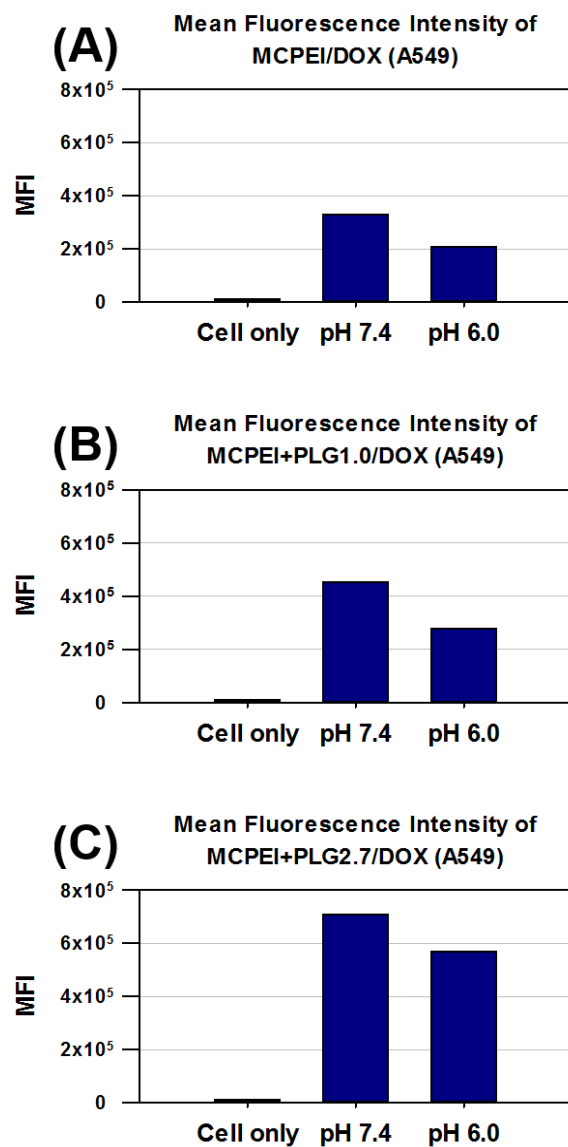 (A)
Mean Fluorescence Intensity of
MCPEI/DOX (A549)
8x10⁵
6x10⁵
4x10⁵
2x10⁵
0
MFI
Cell only pH 7.4 pH 6.0
(B)
Mean Fluorescence Intensity of
MCPEI+PLG1.0/DOX (A549)
8x10⁵
6x10⁵
4x10⁵
2x10⁵
0
MFI
Cell only pH 7.4 pH 6.0
(C)
Mean Fluorescence Intensity of
MCPEI+PLG2.7/DOX (A549)
8x10⁵
6x10⁵
4x10⁵
2x10⁵
0
MFI
Cell only pH 7.4 pH 6.0